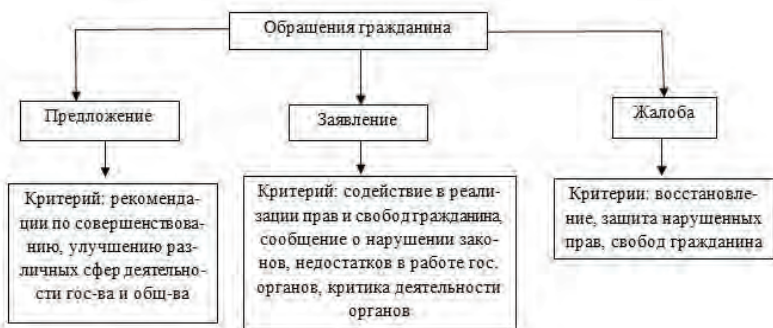 Обращения гражданина
Предложение
Заявление
Жалоба
Критерий: рекоменда-
ции по совершенствова-
нию, улучшению раз-
личных сфер деятельно-
сти гос-ва и общ-ва
Критерий: содействие в реали-
зации прав и свобод гражданина,
сообщение о нарушении зако-
нов, недостатков в работе гос.
органов, критика деятельности
органов
Критерии: восстановле-
ние, защита нарушенных
прав, свобод гражданина